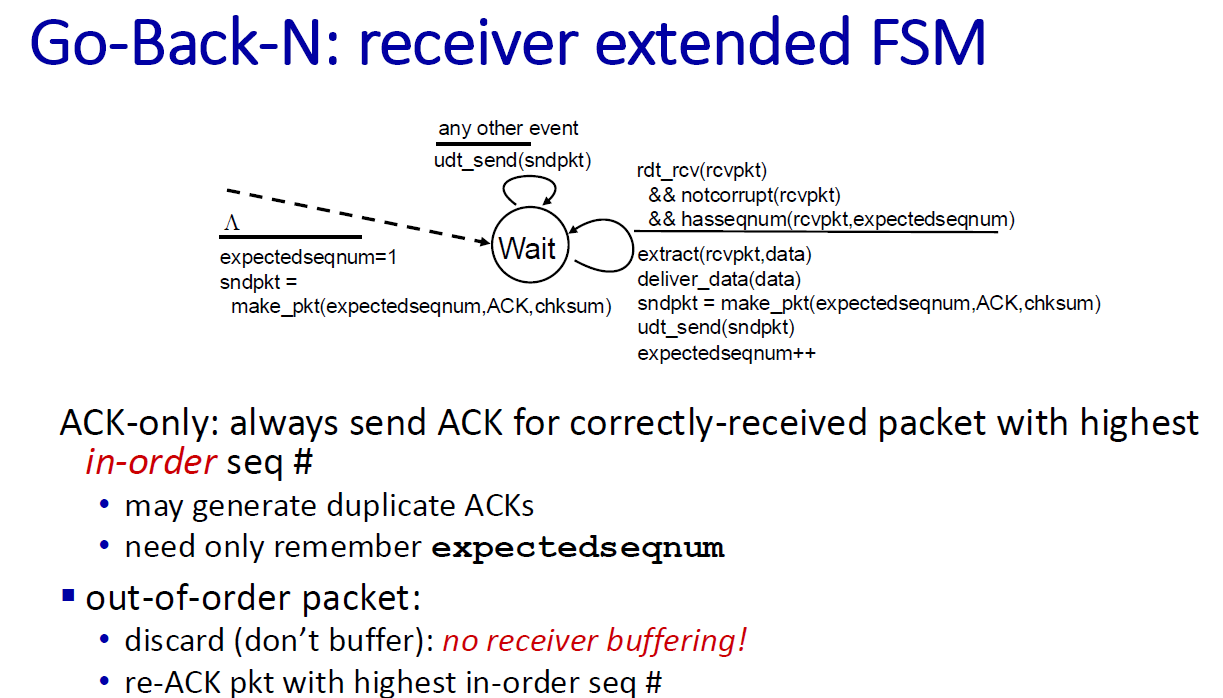 Go-Back-N: receiver extended FSM
any other event
udt_send(sndpkt)
Λ
expectedseqnum=1
sndpkt =
make_pkt(expectedseqnum,ACK,chksum)
Wait
rdt_rcv(rcvpkt)
&& notcorrupt(rcvpkt)
&& hasseqnum(rcvpkt,expectedseqnum)
extract(rcvpkt,data)
deliver_data(data)
sndpkt = make_pkt(expectedseqnum,ACK,chksum)
udt_send(sndpkt)
expectedseqnum++
ACK-only: always send ACK for correctly-received packet with highest
in-order seq #
• may generate duplicate ACKs
• need only remember expectedseqnum
▪ out-of-order packet:
• discard (don’t buffer): no receiver buffering!
• re-ACK pkt with highest in-order seq #